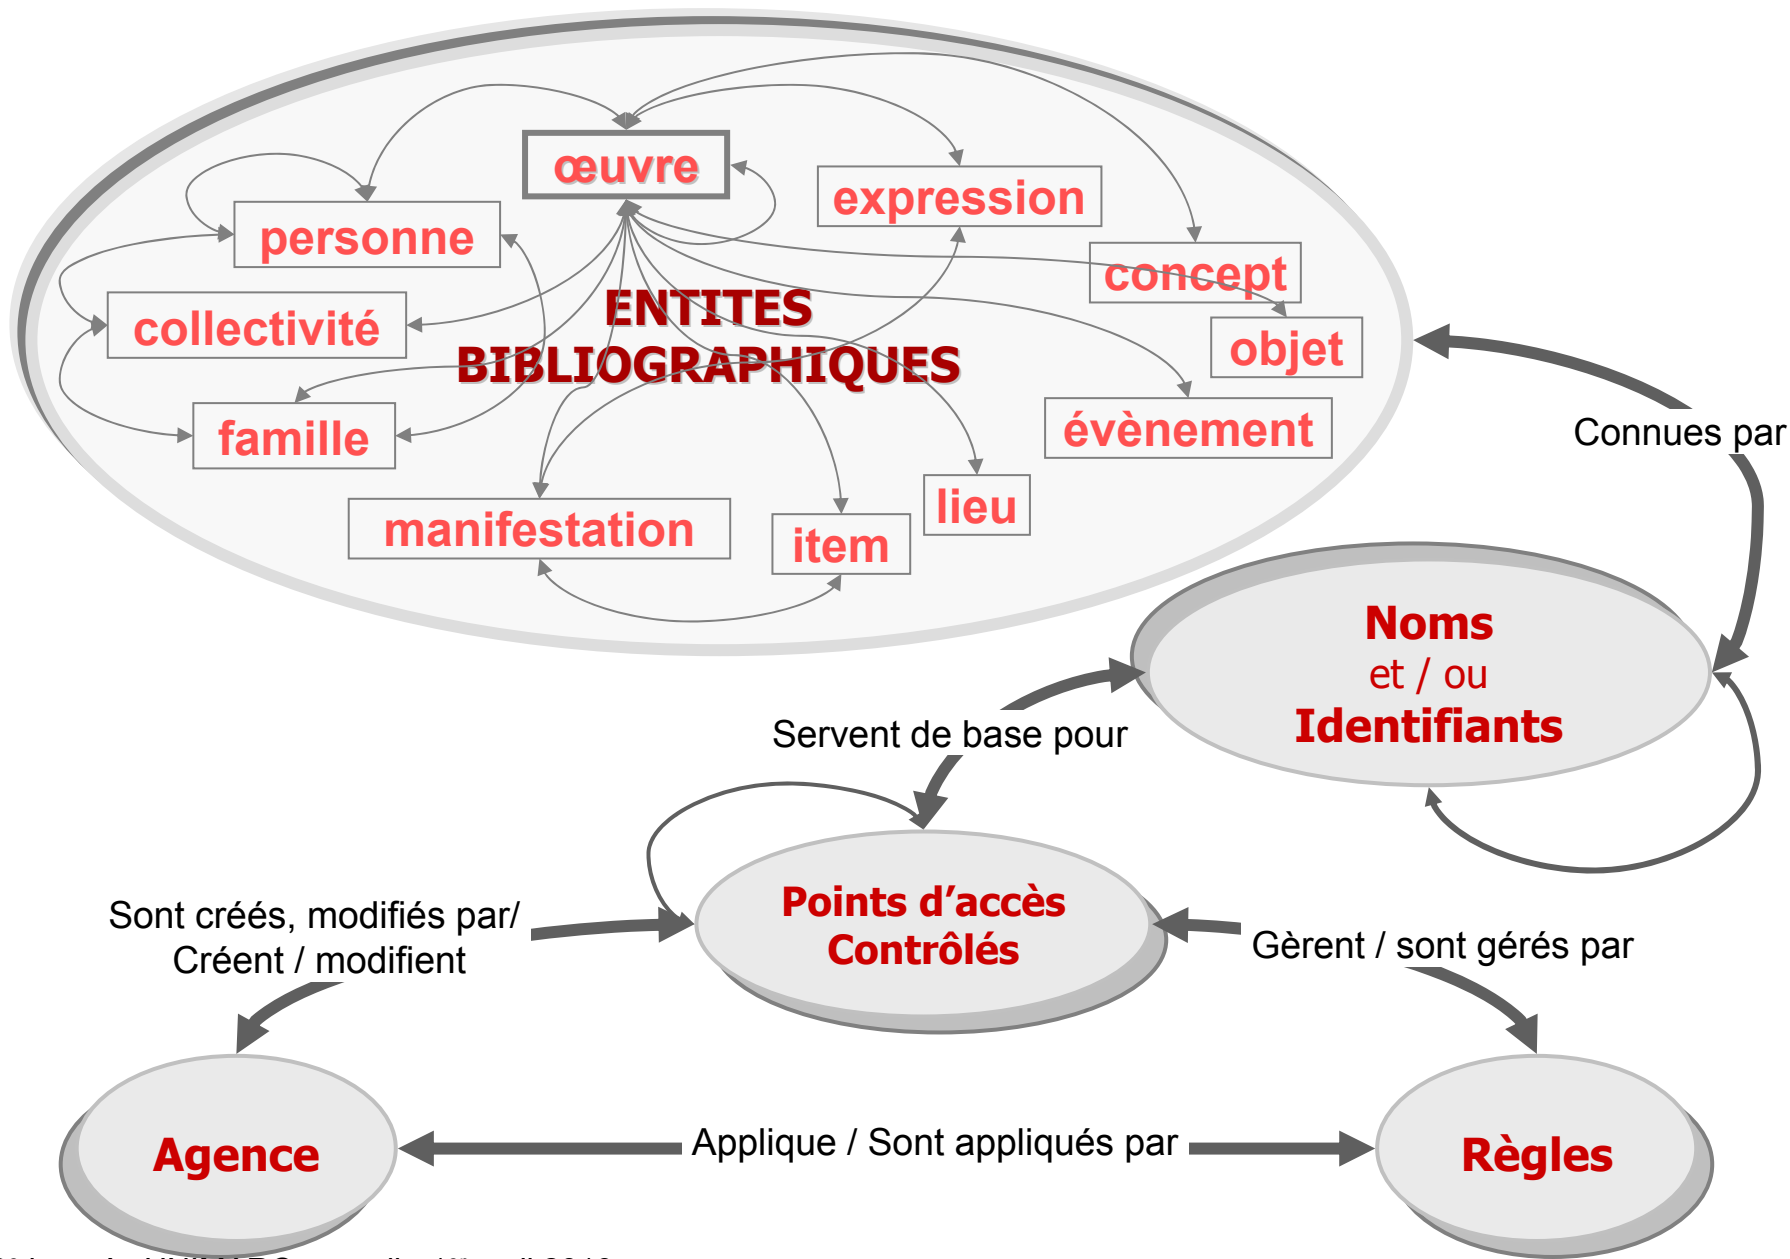 œuvre
expression
personne
concept
ENTITES
collectivité
objet
BIBLIOGRAPHIQUES
évènement
famille
Connues par
lieu
manifestation
item
Noms
et / ou
Identifiants
Servent de base pour
Points d’accès
Contrôlés
Sont créés, modifiés par/
Créent / modifient
Gèrent / sont gérés par
Agence
Applique / Sont appliqués par
Règles